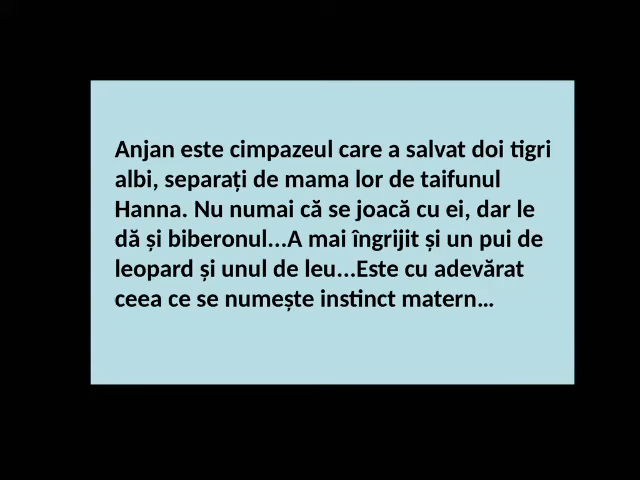 Anjan este cimpazeul care a salvat doi tigri
albi, separați de mama lor de taifunul
Hanna. Nu numai că se joacă cu ei, dar le
dă și biberonul...A mai îngrijit și un pui de
leopard și unul de leu...Este cu adevărat
ceea ce se numește instinct matern…